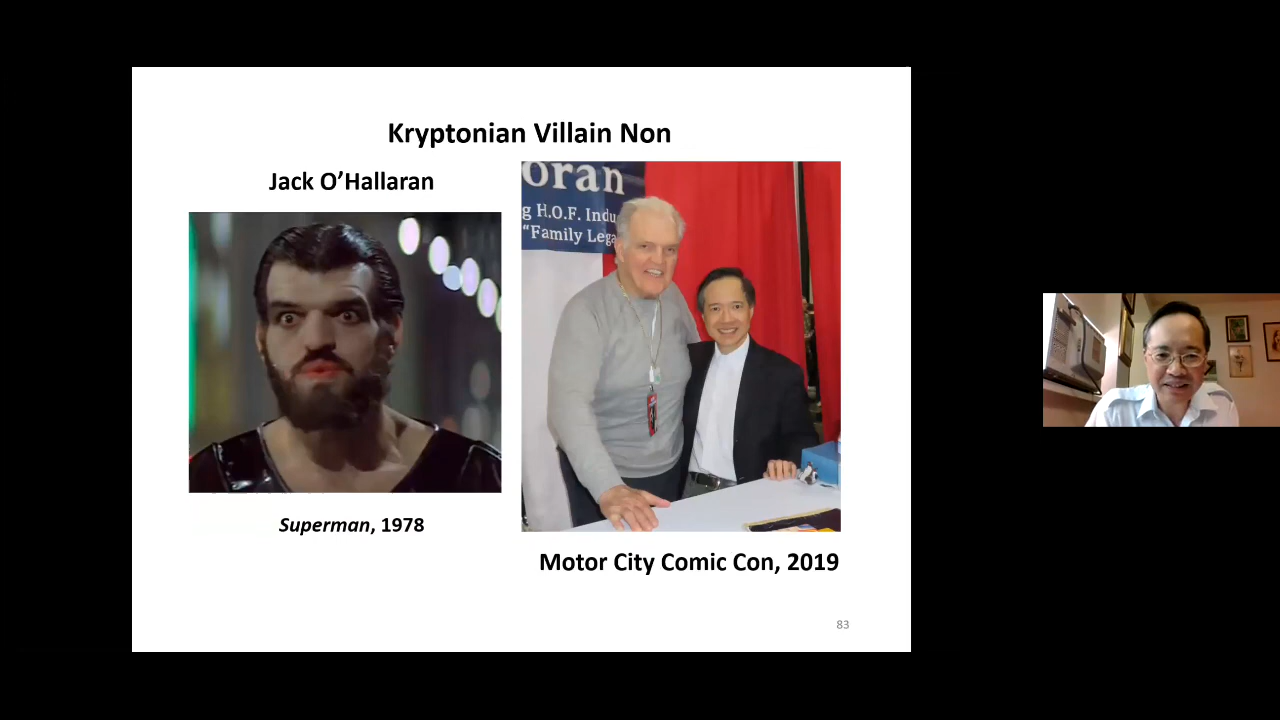 Kryptonian Villain Non
Jack O’Hallaran
oran
g H.O.F. Indu
“Family Lega
Superman, 1978
Motor City Comic Con, 2019
83